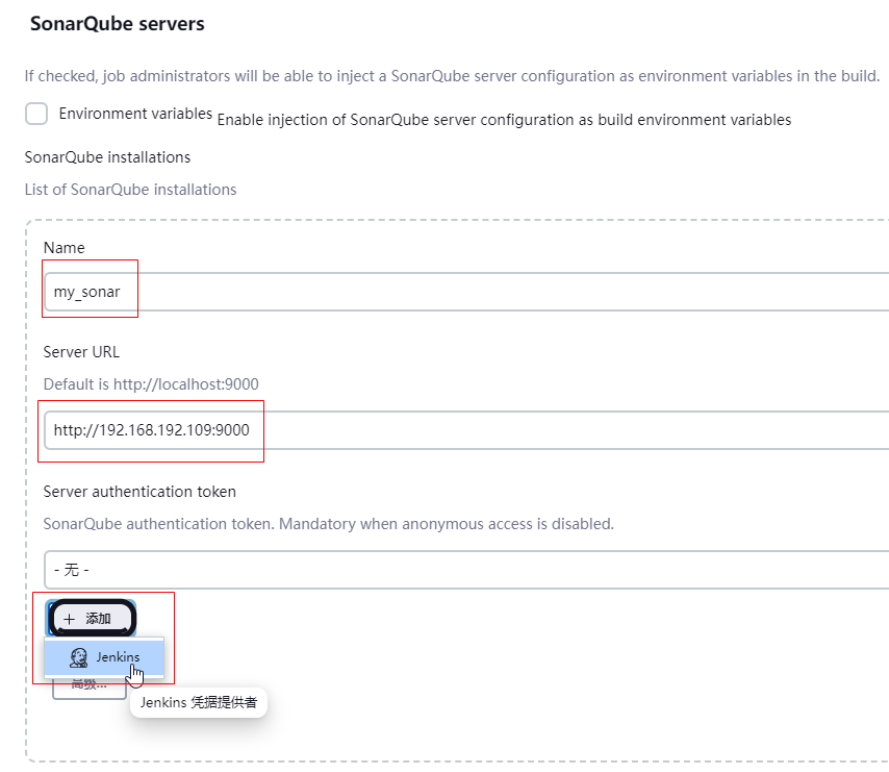 SonarQube servers
If checked, job administrators will be able to inject a SonarQube server configuration as environment variables in the build.
Environment variables Enable injection of SonarQube server configuration as build environment variables
SonarQube installations
List of SonarQube installations
Name
my_sonar
Server URL
Default is http://localhost:9000
http://192.168.192.109:9000
Server authentication token
SonarQube authentication token. Mandatory when anonymous access is disabled.
- 无 -
+ 添加
Jenkins
高级...
Jenkins 凭据提供者